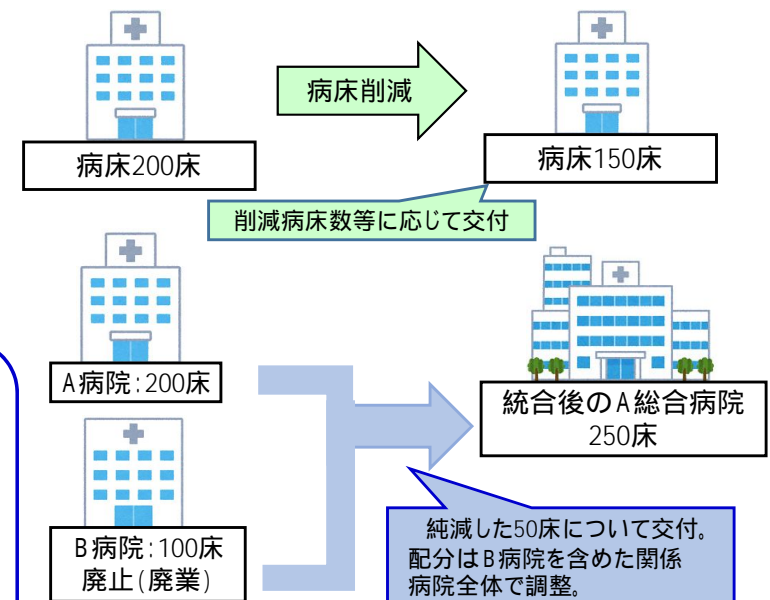 病床削減
病床200床
病床150床
削減病床数等に応じて交付
A病院:200床
統合後のA総合病院
250床
B病院:100床
廃止(廃業)
純減した50床について交付。
配分はB病院を含めた関係
病院全体で調整。